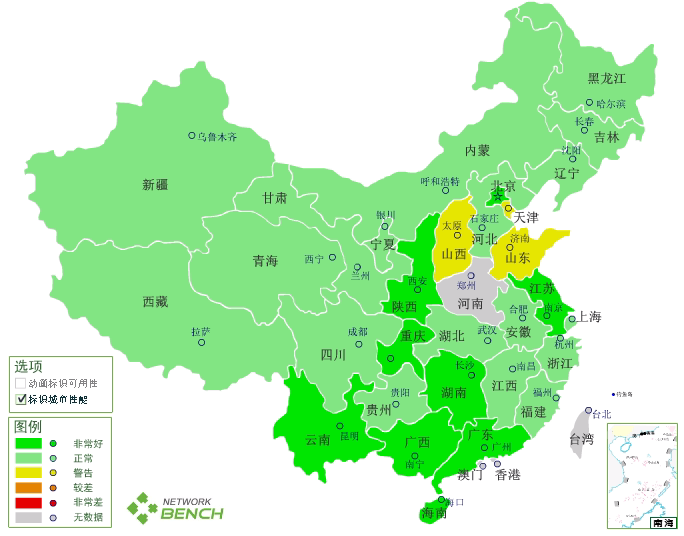 黑龙江
哈尔滨
长春
吉林
沈阳
辽宁
内蒙
呼和浩特
北京
天津
乌鲁木齐
新疆
甘肃
银川
宁夏
太原
山西
石家庄
河北
济南
山东
青海
西宁
兰州
西安
陕西
郑州
河南
江苏
南京
上海
西藏
拉萨
成都
四川
重庆
湖北
武汉
合肥
安徽
杭州
浙江
长沙
湖南
南昌
江西
贵阳
贵州
福州
福建
钓鱼岛
台北
台湾
云南
昆明
广西
南宁
广东
广州
澳门
香港
海口
海南
南海
选项
动画标识可用性
标识城市性能
图例
非常好
正常
警告
较差
非常差
无数据
NETWORK
BENCH